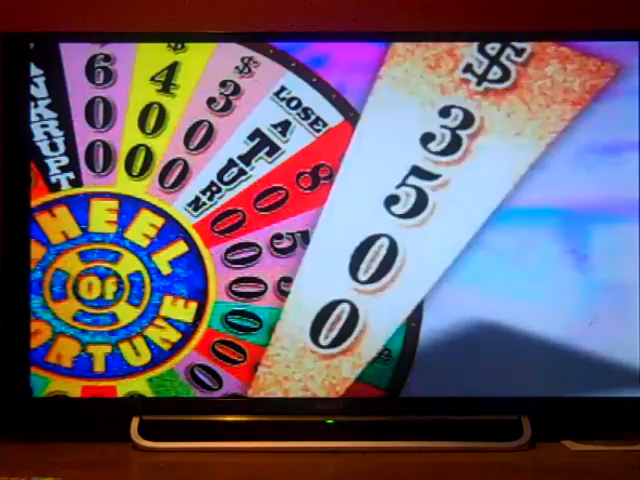 BANKRUPT
$600
$400
$300
LOSE
A
TURN
800
$3500
WHEEL
OF
FORTUNE